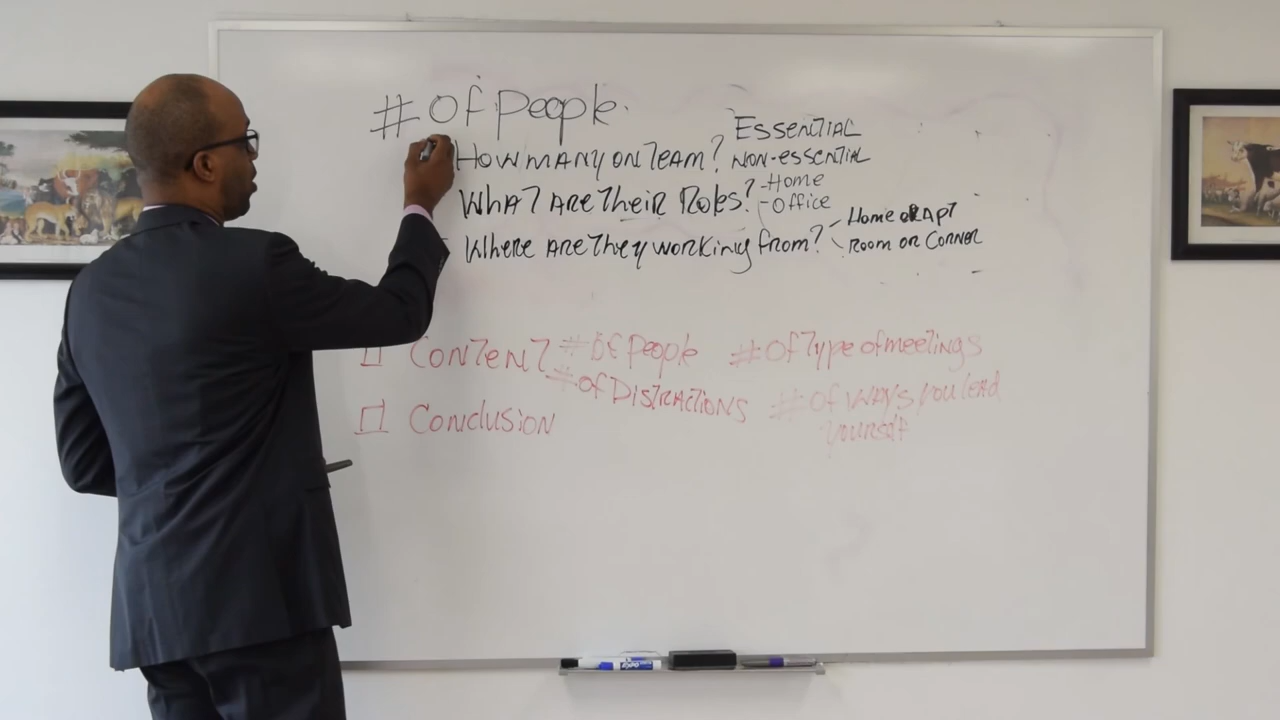 # Of People.
How many on Team? Essential
Non-essential
What Are Their Roles? -Home
-Office
Where Are They working from? Home or Apt
Room or Corner
Content # of People # of Type of meetings
# of Distractions # of ways you lead
yourself
Conclusion
EXPO